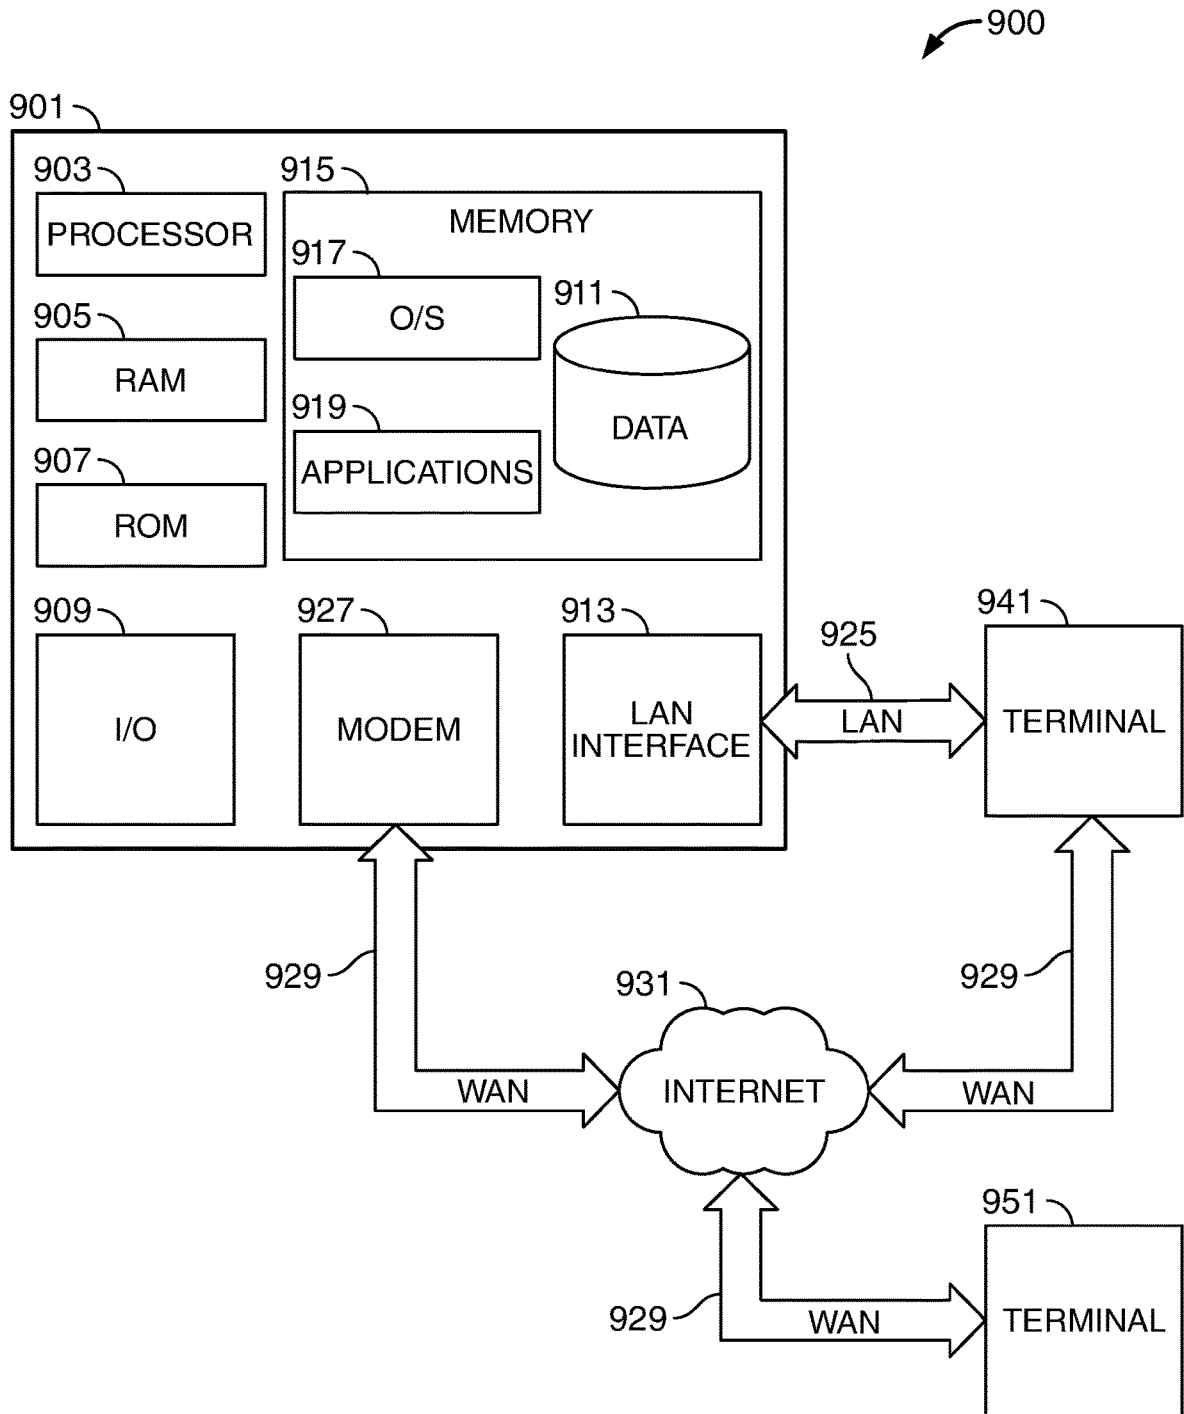 900
901
903
PROCESSOR
905
RAM
907
ROM
915
MEMORY
917
O/S
919
APPLICATIONS
911
DATA
909
I/O
927
MODEM
913
LAN
INTERFACE
925
LAN
941
TERMINAL
929
WAN
931
INTERNET
929
WAN
929
WAN
951
TERMINAL